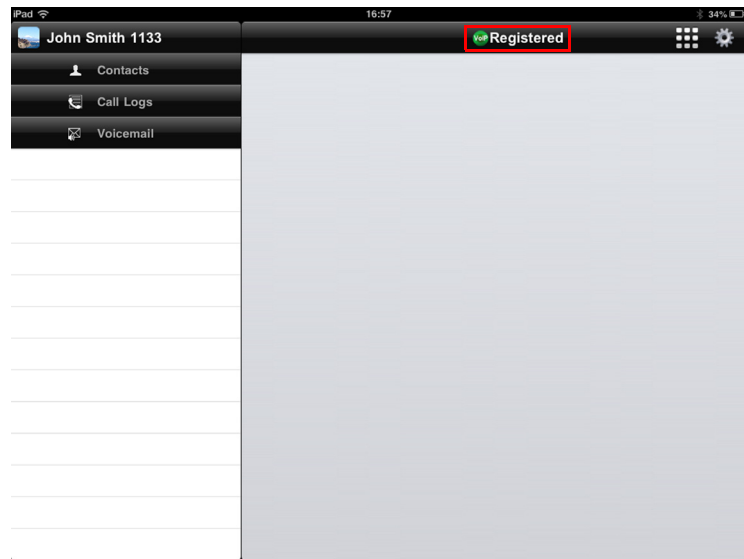 iPad 16:57 34%
John Smith 1133 VoIP Registered
Contacts
Call Logs
Voicemail